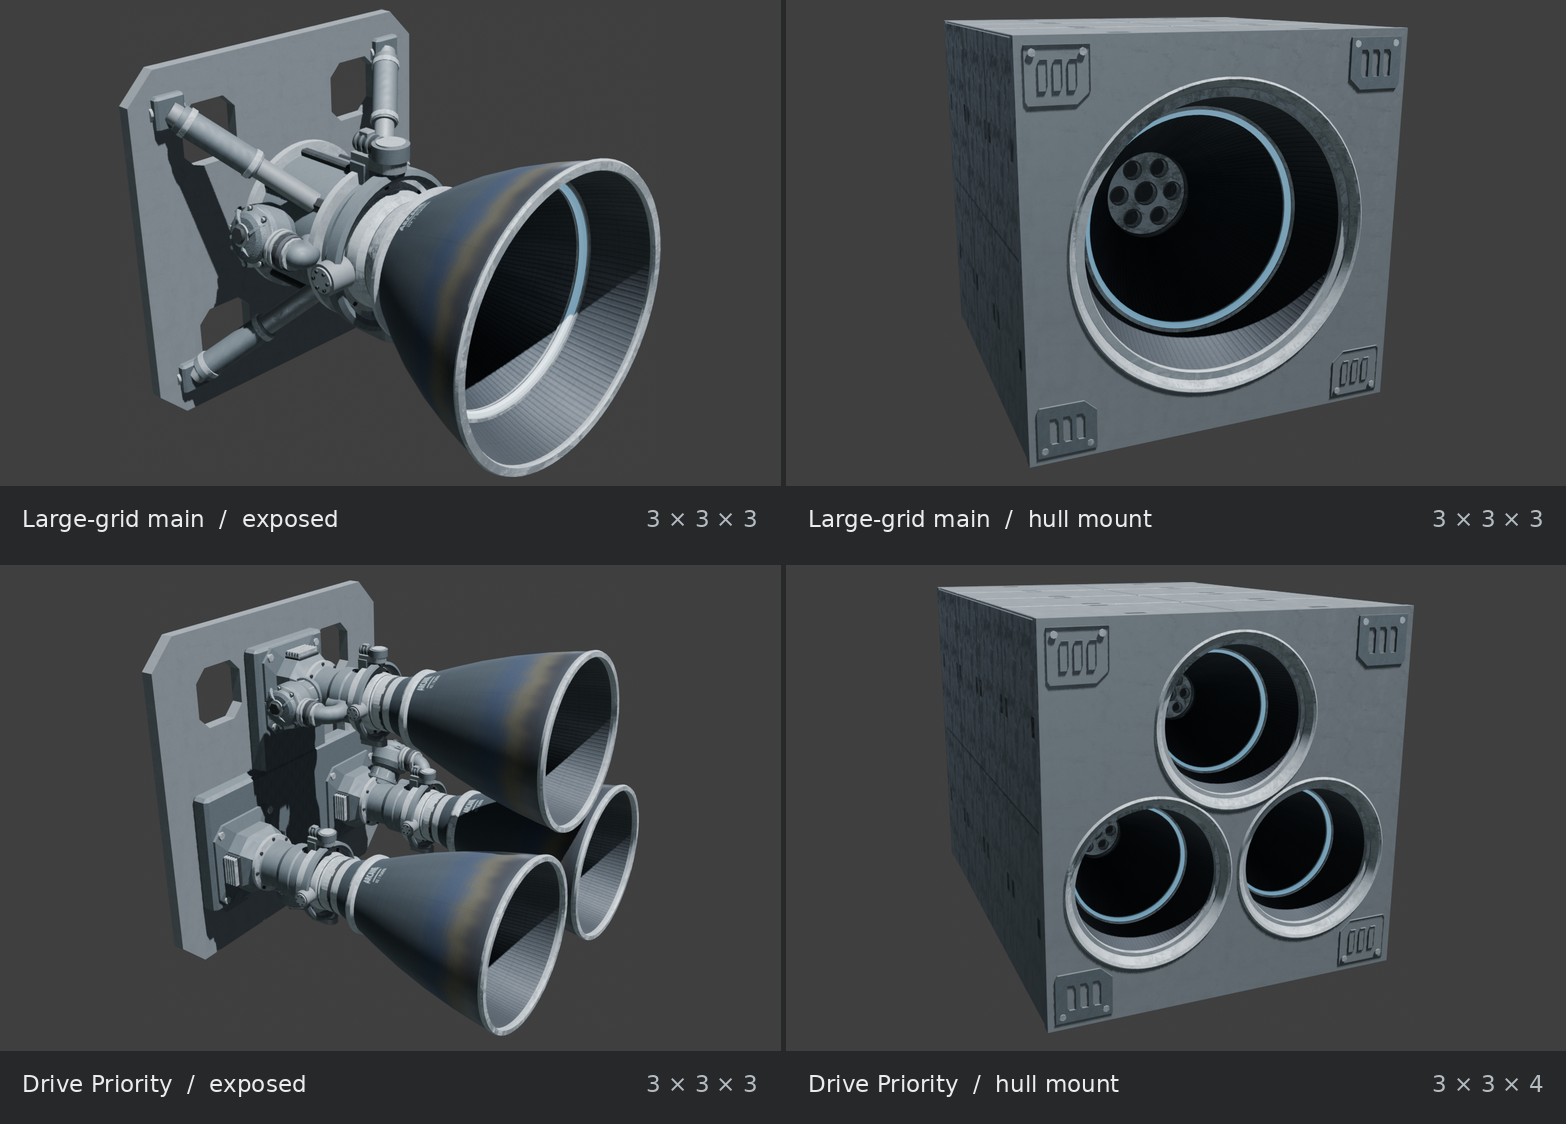 Large-grid main / exposed 3 × 3 × 3
Large-grid main / hull mount 3 × 3 × 3
Drive Priority / exposed 3 × 3 × 3
Drive Priority / hull mount 3 × 3 × 4